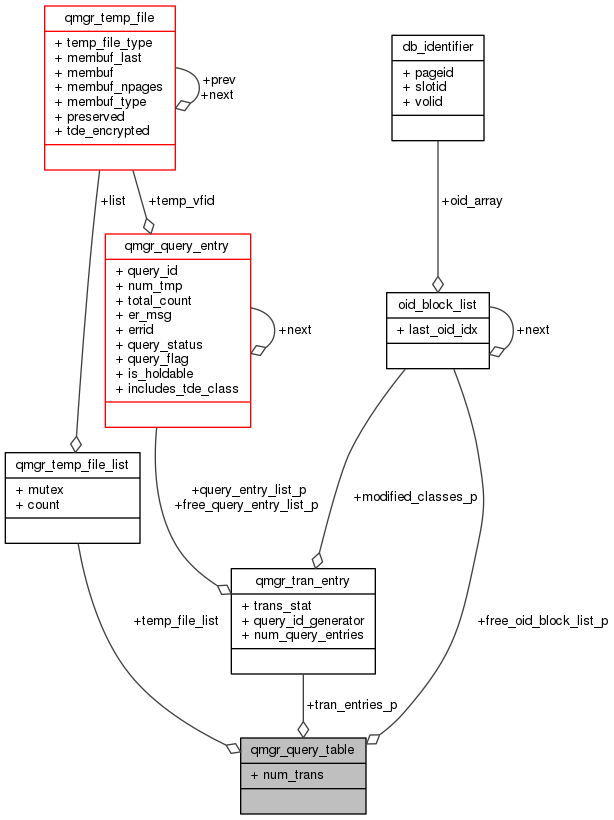 qmgr_temp_file
+ temp_file_type
+ membuf_last
+ membuf
+ membuf_npages
+ membuf_type
+ preserved
+ tde_encrypted
+prev
+next
db_identifier
+ pageid
+ slotid
+ volid
+list
+temp_vfid
+oid_array
qmgr_query_entry
+ query_id
+ num_tmp
+ total_count
+ er_msg
+ errid
+ query_status
+ query_flag
+ is_holdable
+ includes_tde_class
+next
oid_block_list
+ last_oid_idx
+next
qmgr_temp_file_list
+ mutex
+ count
+query_entry_list_p
+free_query_entry_list_p
+modified_classes_p
qmgr_tran_entry
+ trans_stat
+ query_id_generator
+ num_query_entries
+temp_file_list
+free_oid_block_list_p
+tran_entries_p
qmgr_query_table
+ num_trans